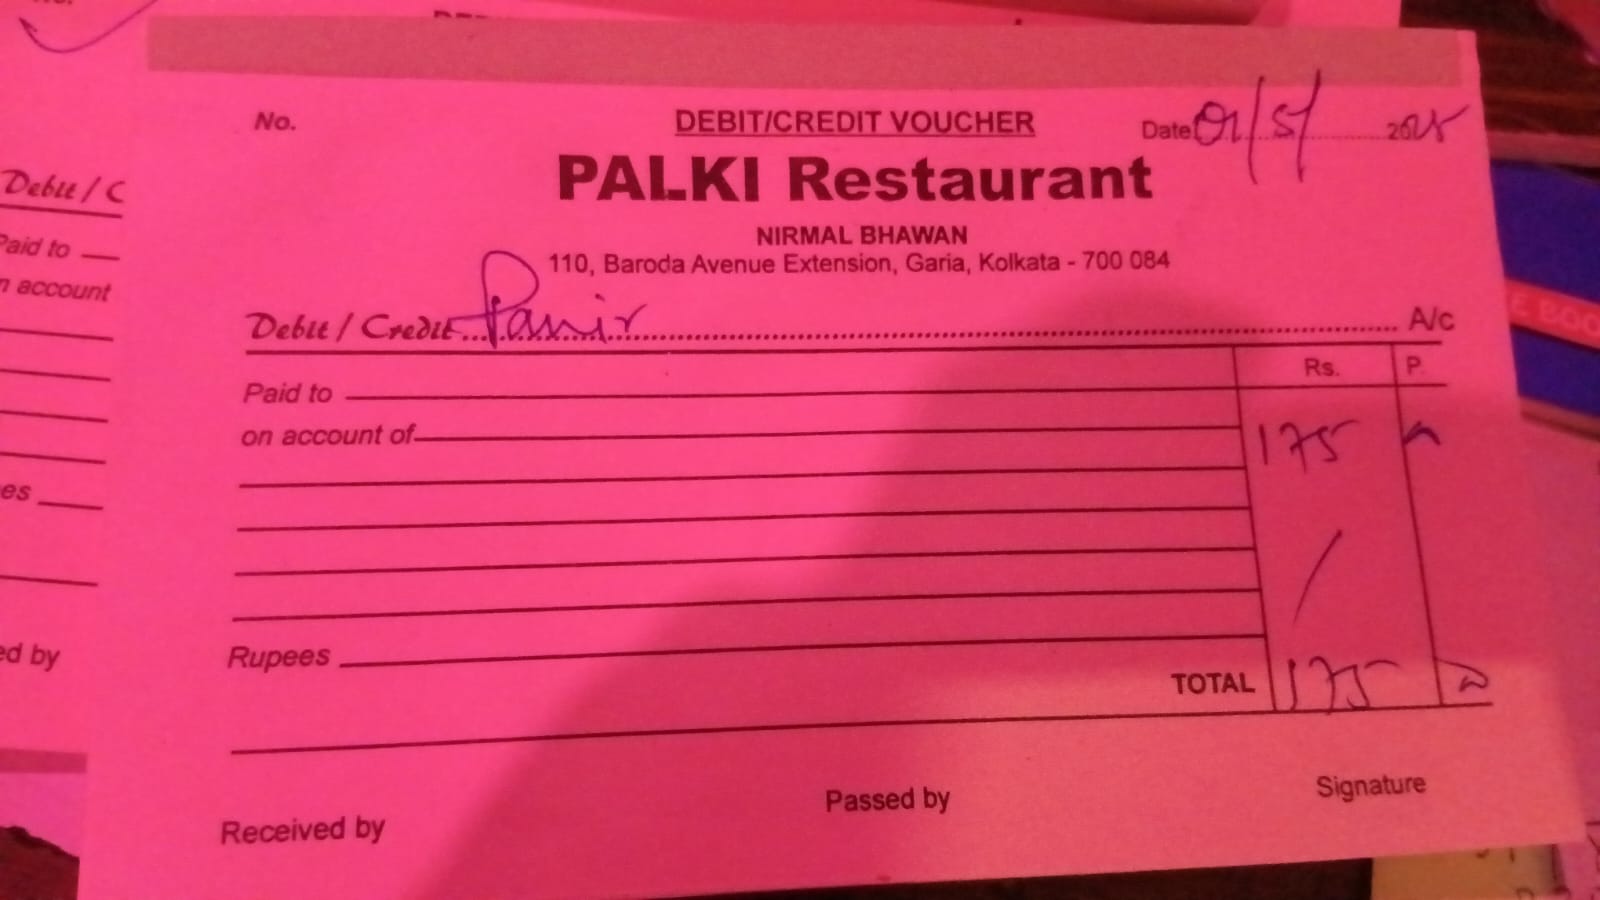 No.
DEBIT/CREDIT VOUCHER
Date 01/5/ 2025
PALKI Restaurant
NIRMAL BHAWAN
110, Baroda Avenue Extension, Garia, Kolkata - 700 084
Debit / Credit Panir A/c
Rs. P.
Paid to
on account of 175
Rupees
TOTAL 175
Received by
Passed by
Signature
Debit / C
Paid to
account
es
ed by